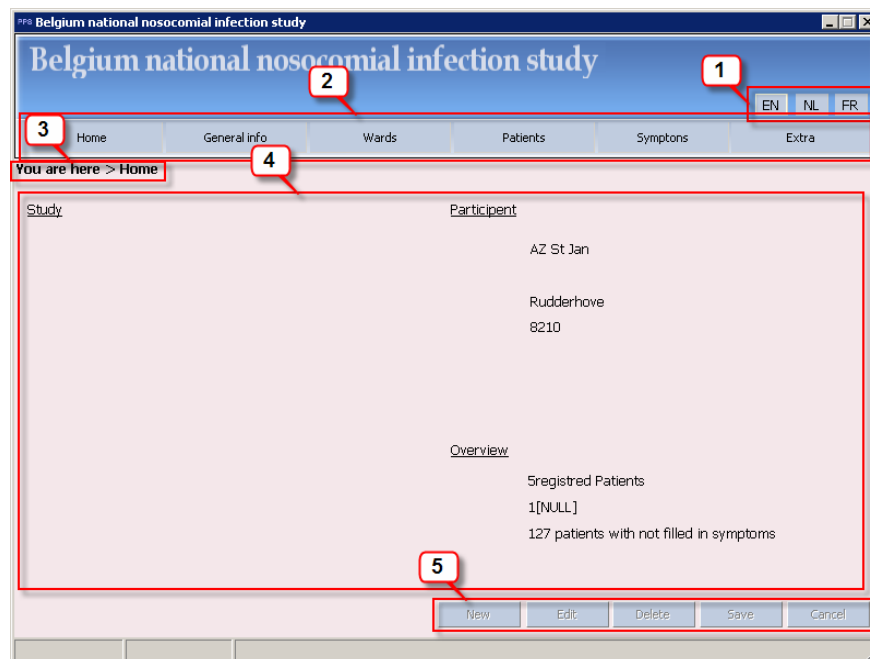 PPS Belgium national nosocomial infection study
Belgium national nosocomial infection study
1
2
EN NL FR
3
Home General info Wards Patients Symptons Extra
4
You are here > Home
Study Participent
AZ St Jan
Rudderhove
8210
Overview
5registred Patients
1[NULL]
127 patients with not filled in symptoms
5
New Edit Delete Save Cancel